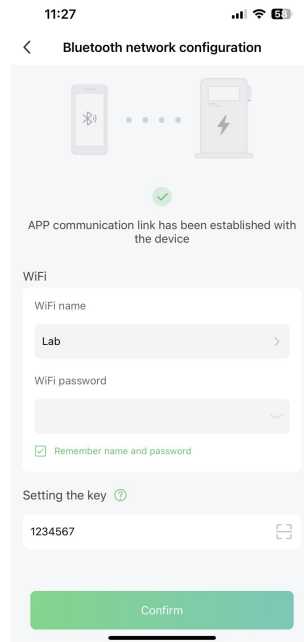 11:27
58
Bluetooth network configuration
APP communication link has been established with
the device
WiFi
WiFi name
Lab
WiFi password
Remember name and password
Setting the key ?
1234567
Confirm